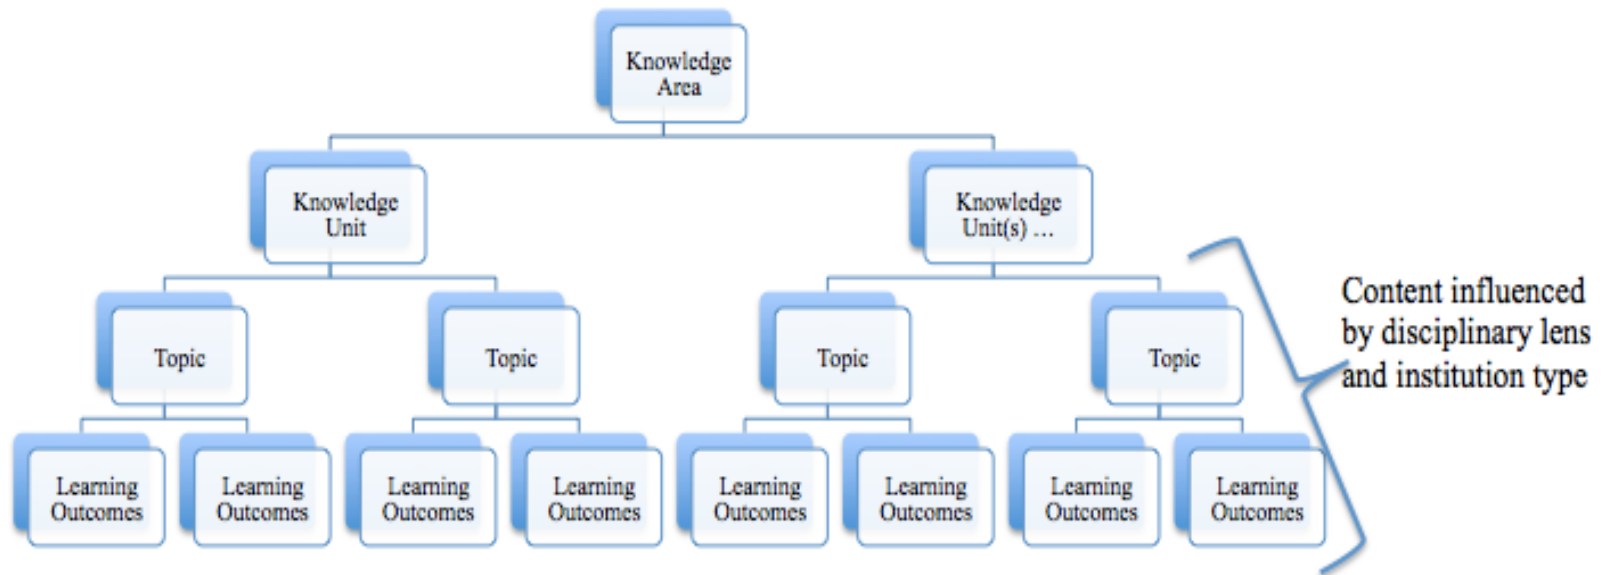 Knowledge
Area
Knowledge
Unit
Knowledge
Unit(s) ...
Topic
Topic
Topic
Topic
Content influenced
by disciplinary lens
and institution type
Learning
Outcomes
Learning
Outcomes
Learning
Outcomes
Learning
Outcomes
Learning
Outcomes
Learning
Outcomes
Learning
Outcomes
Learning
Outcomes